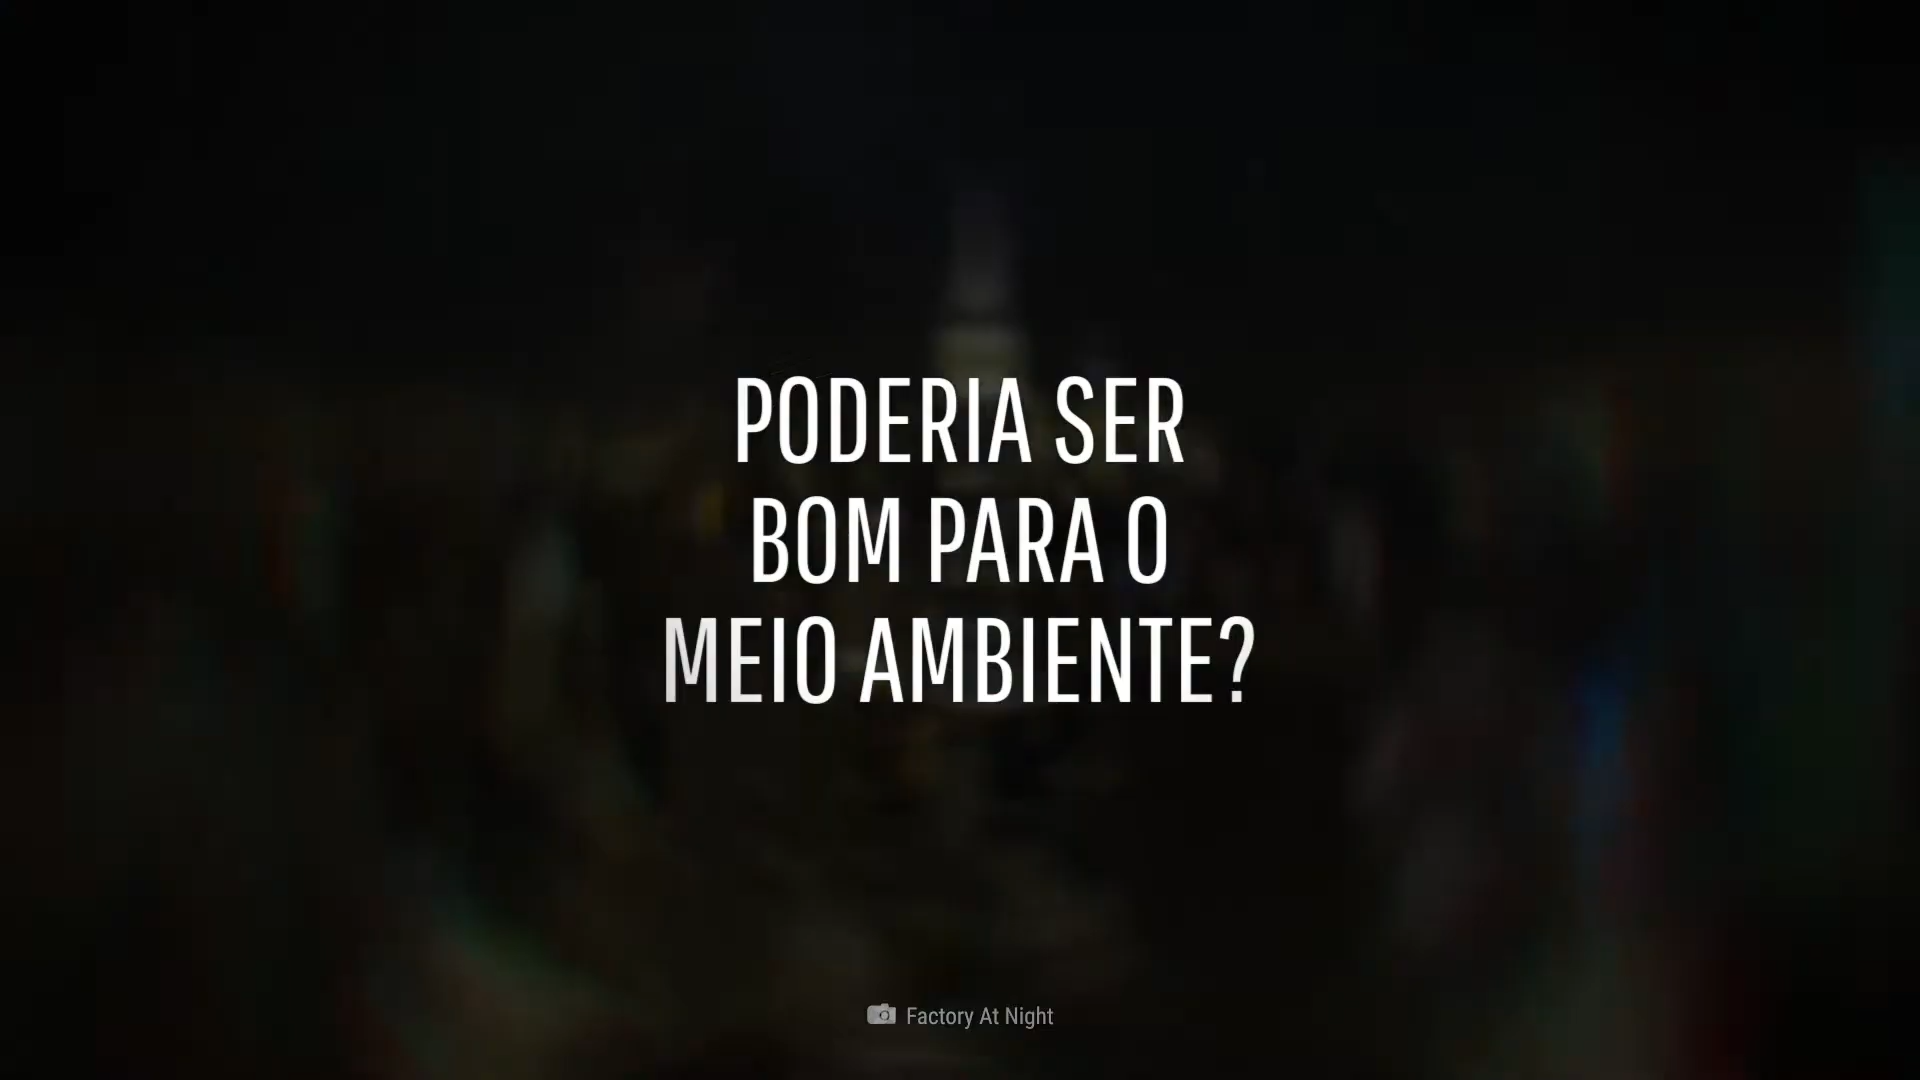 PODERIA SER
BOM PARA O
MEIO AMBIENTE?
Factory At Night